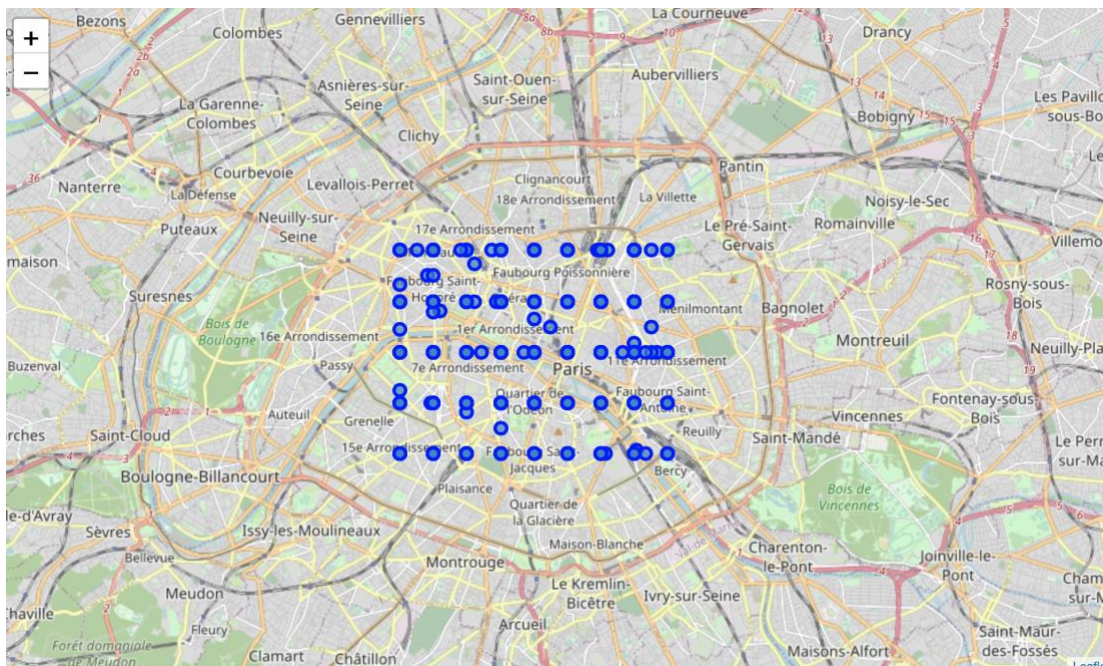 Bezons
Colombes
Gennevilliers
La Courneuve
Drancy
+
−
Asnières-sur-
Seine
Saint-Ouen-
sur-Seine
Aubervilliers
La Garenne-
Colombes
Clichy
Bobigny
Les Pavillo
sous-Bo
Nanterre
Courbevoie
La Défense
Levallois-Perret
Clignancourt
18e Arrondissement
La Villette
Pantin
Noisy-le-Sec
Puteaux
Neuilly-sur-
Seine
17e Arrondissement
Le Pré-Saint-
Gervais
Romainville
Villemo
maison
Faubourg Poissonnière
Suresnes
Faubourg Saint-
Honoré
Rosny-sous-
Bois
Bois de
Boulogne
16e Arrondissement
1er Arrondissement
Ménilmontant
Bagnolet
Montreuil
Neuilly-Pla
Buzenval
Passy
7e Arrondissement
Paris
11e Arrondissement
Auteuil
Grenelle
Quartier de
l'Odéon
Faubourg Saint-
Antoine
Reuilly
Vincennes
Fontenay-sous-
Bois
arches
Saint-Cloud
15e Arrondissement
Saint-Mandé
Le Perr
sur-Ma
Boulogne-Billancourt
Jacques
Bercy
Plaisance
Bois de
Vincennes
le-d'Avray
Sèvres
Issy-les-Moulineaux
Quartier de
la Glacière
Bellevue
Maison-Blanche
Montrouge
Charenton-
le-Pont
Joinville-le-
Pont
Meudon
Le Kremlin-
Bicêtre
Ivry-sur-Seine
Cham
sur-M
Chaville
Fleury
Arcueil
Saint-Maur-
des-Fossés
Forêt domaniale
de Meudon
Clamart
Châtillon
Maisons-Alfort